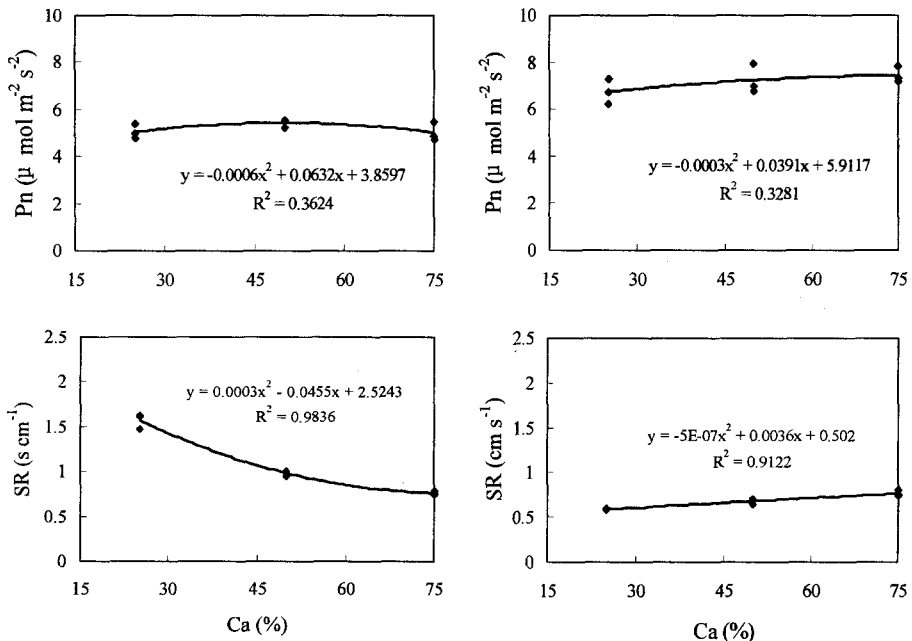 10
8
6
4
2
0
Pn (μ mol m⁻² s⁻²)
y = -0.0006x² + 0.0632x + 3.8597
R² = 0.3624
15 30 45 60 75
10
8
6
4
2
0
Pn (μ mol m⁻² s⁻²)
y = -0.0003x² + 0.0391x + 5.9117
R² = 0.3281
15 30 45 60 75
2.5
2
1.5
1
0.5
0
SR (s cm⁻¹)
y = 0.0003x² - 0.0455x + 2.5243
R² = 0.9836
15 30 45 60 75
Ca (%)
2.5
2
1.5
1
0.5
0
SR (cm s⁻¹)
y = -5E-07x² + 0.0036x + 0.502
R² = 0.9122
15 30 45 60 75
Ca (%)